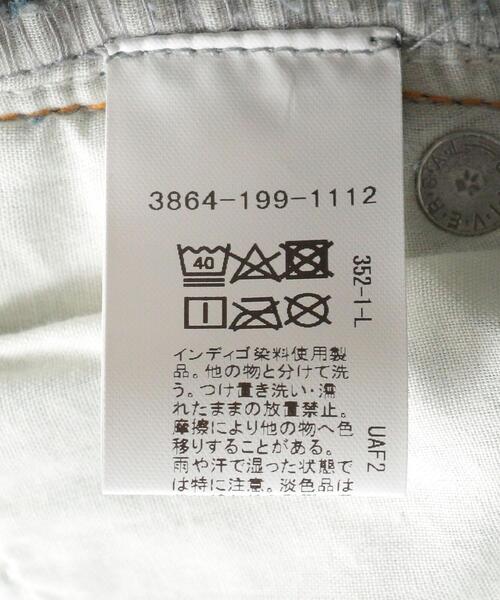 3864-199-1112
40
352-1-L
インディゴ染料使用製
品。他の物と分けて洗
う。つけ置き洗い・濡
れたままの放置禁止。
摩擦により他の物へ色
移りすることがある。
雨や汗で湿った状態で
は特に注意。淡色品は
UAF2